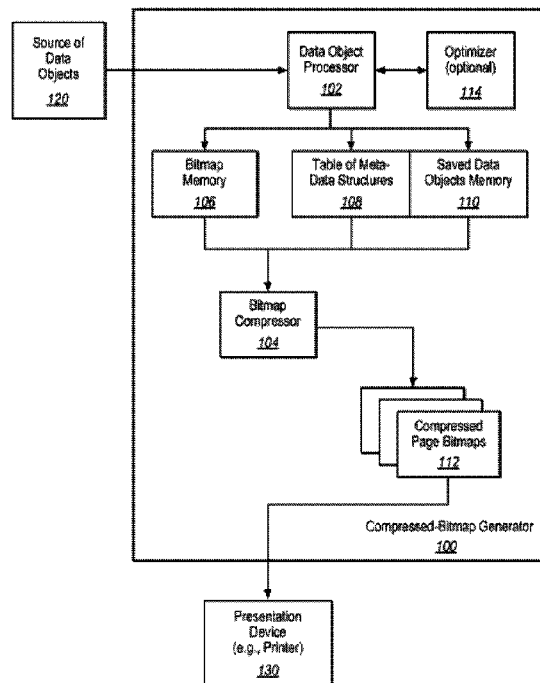 Source of
Data
Objects
120
Data Object
Processor
102
Optimizer
(optional)
114
Bitmap
Memory
106
Table of Meta-
Data Structures
108
Saved Data
Objects Memory
110
Bitmap
Compressor
104
Compressed
Page Bitmaps
112
Compressed-Bitmap Generator
100
Presentation
Device
(e.g., Printer)
130